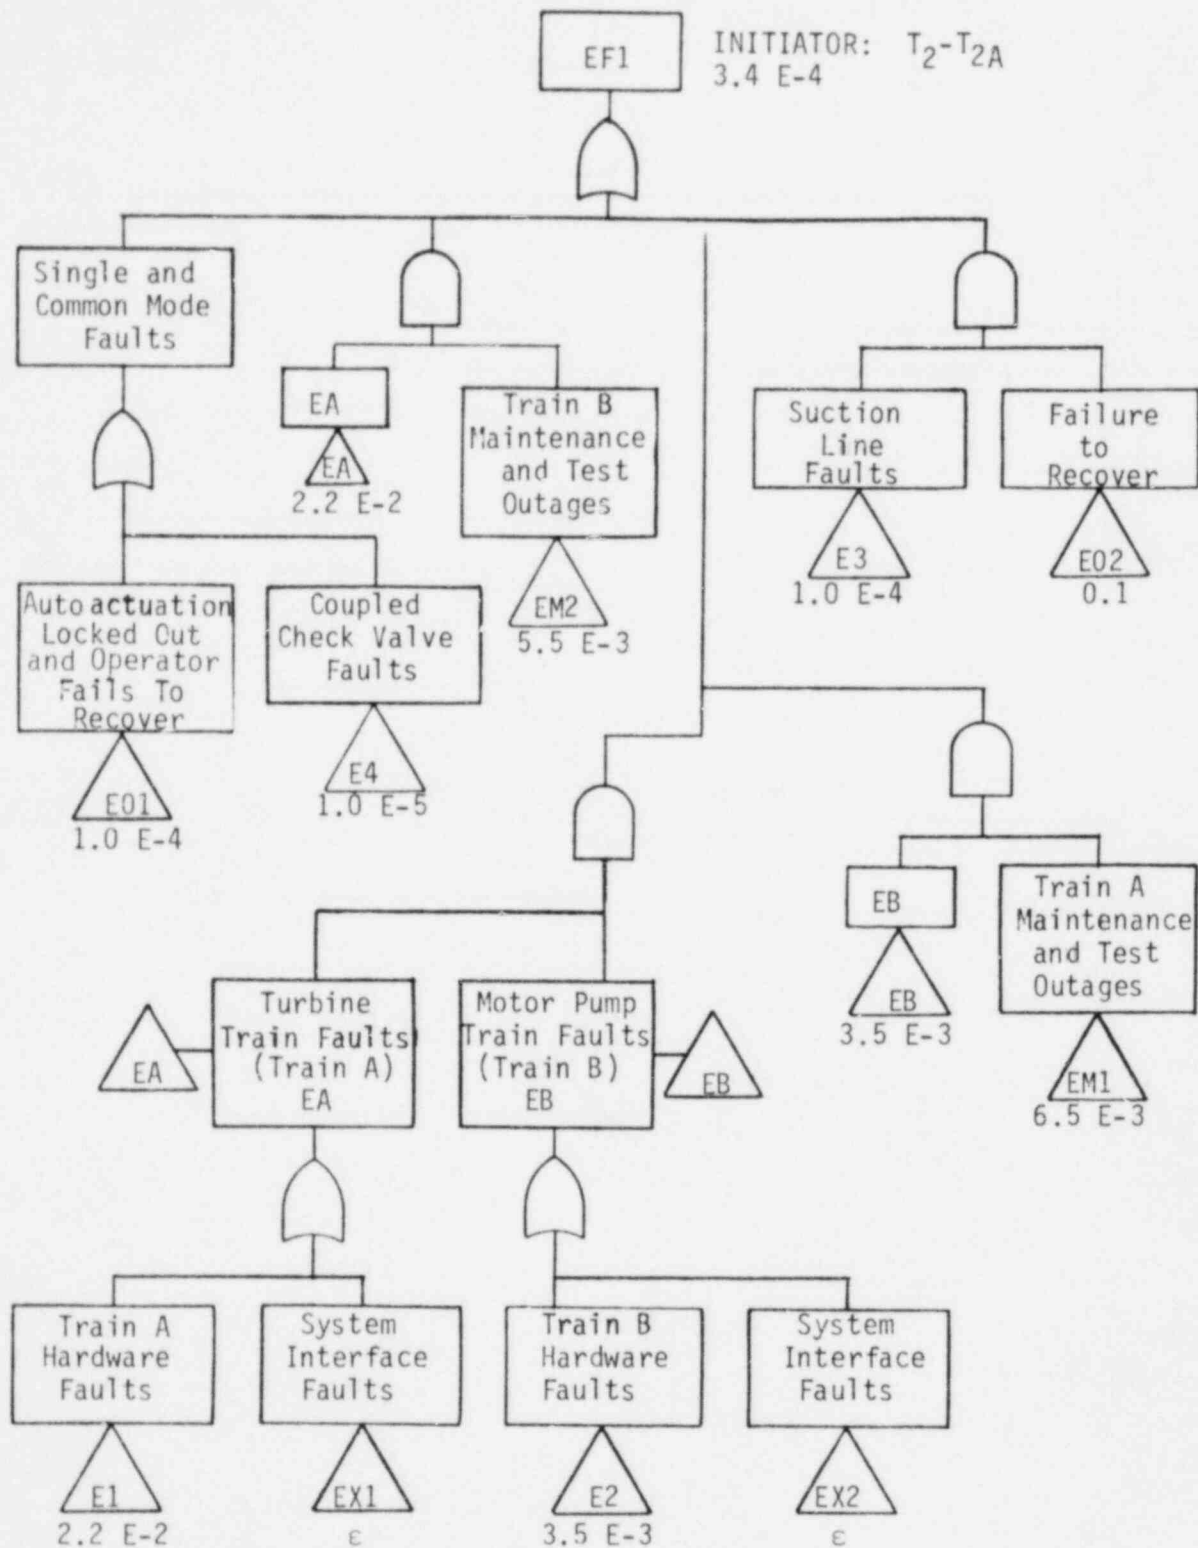 EF1
INITIATOR: T2-T2A
3.4 E-4
Single and
Common Mode
Faults
EA
EA
2.2 E-2
Train B
Maintenance
and Test
Outages
EM2
5.5 E-3
Suction
Line
Faults
E3
1.0 E-4
Failure
to
Recover
E02
0.1
Autoactuation
Locked Cut
and Operator
Fails To
Recover
E01
1.0 E-4
Coupled
Check Valve
Faults
E4
1.0 E-5
EB
EB
3.5 E-3
Train A
Maintenance
and Test
Outages
EM1
6.5 E-3
EA
Turbine
Train Faults
(Train A)
EA
Motor Pump
Train Faults
(Train B)
EB
EB
Train A
Hardware
Faults
E1
2.2 E-2
System
Interface
Faults
EX1
ε
Train B
Hardware
Faults
E2
3.5 E-3
System
Interface
Faults
EX2
ε